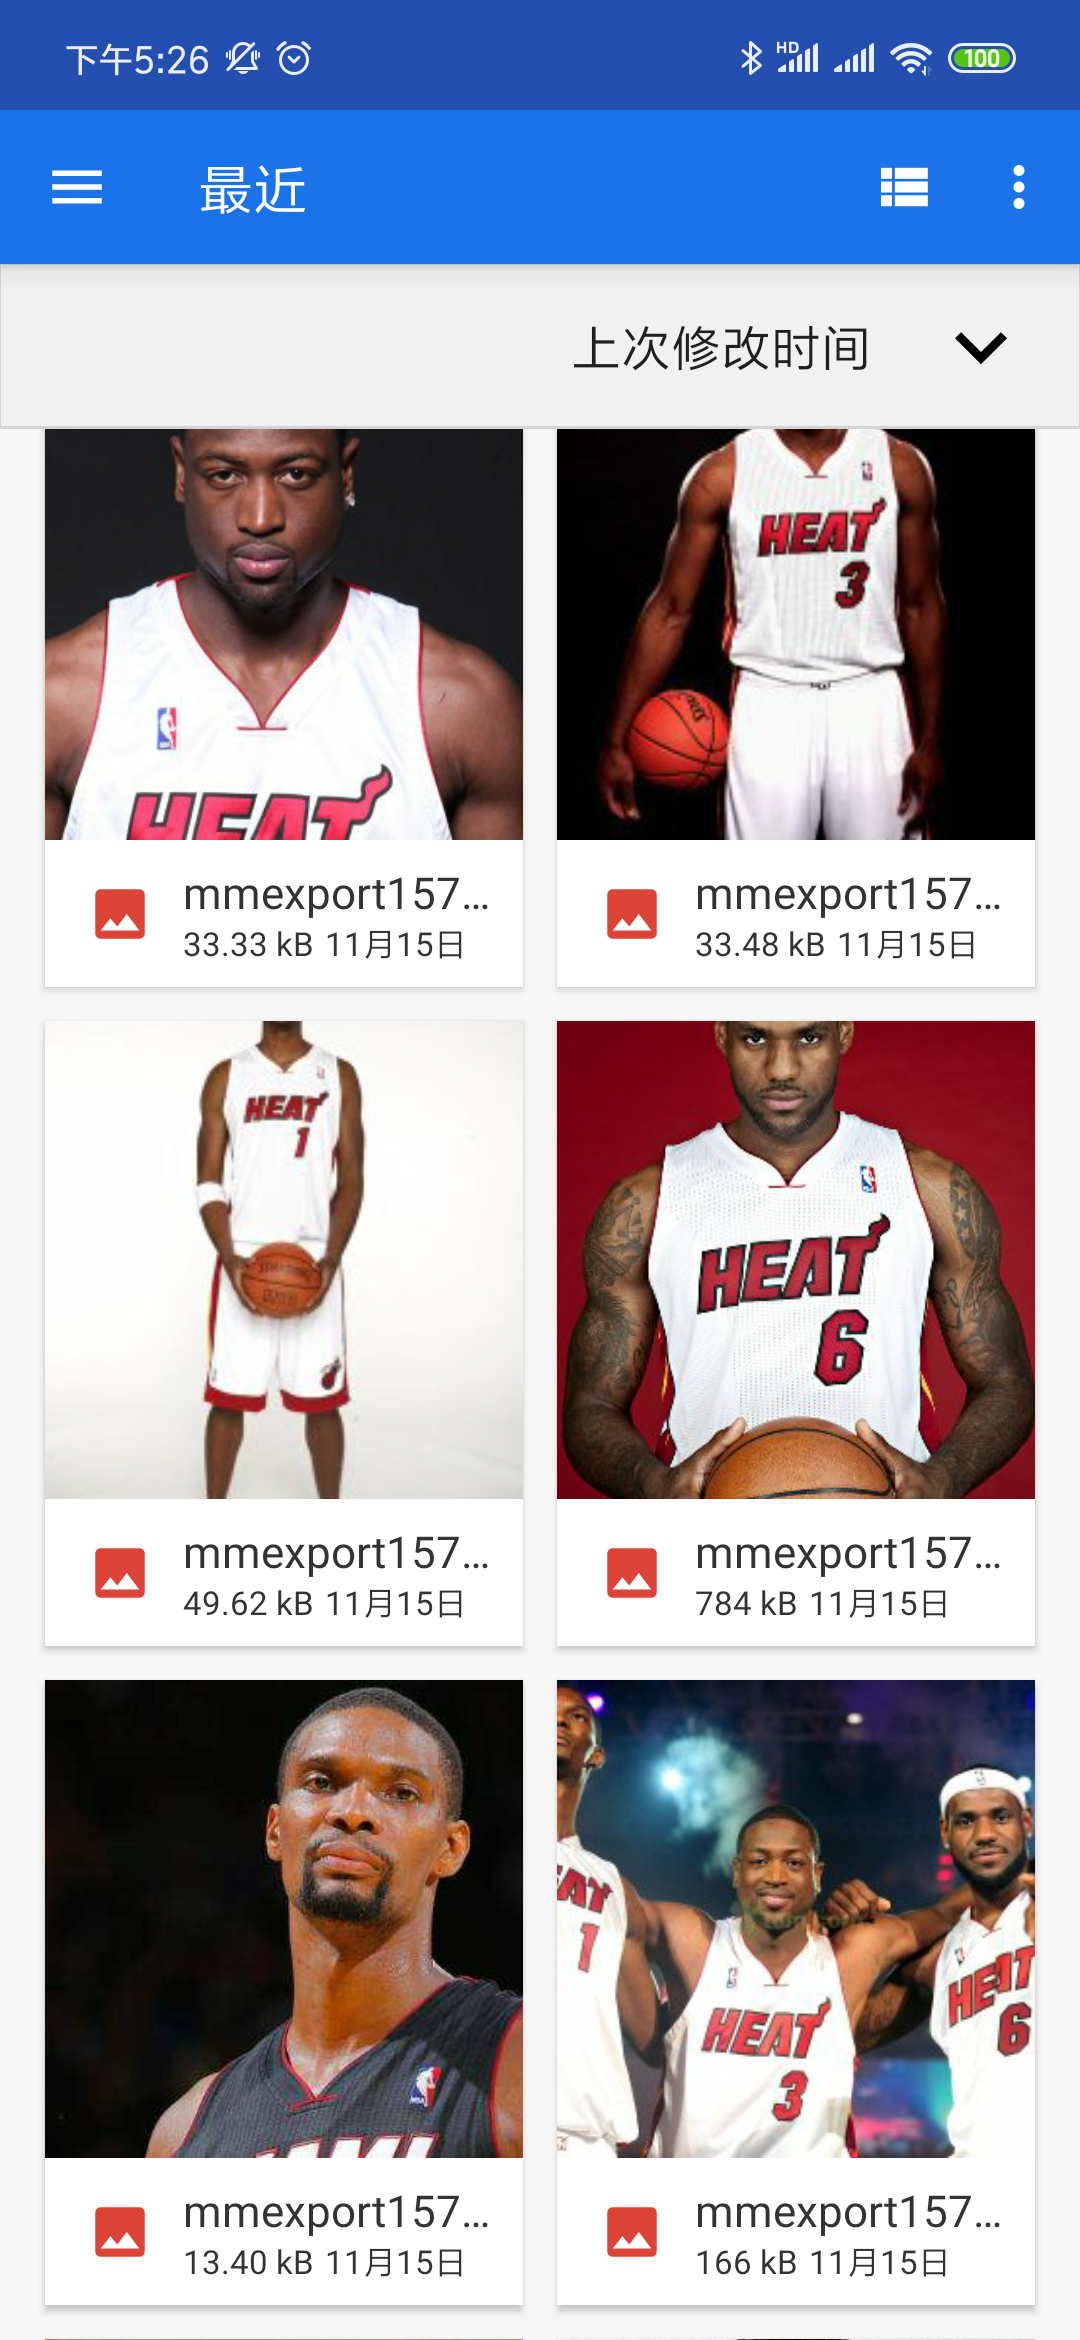 下午5:26
HD
100
最近
上次修改时间
HEAT
HEAT
3
mmexport157...
33.33 kB 11月15日
mmexport157...
33.48 kB 11月15日
HEAT
1
HEAT
6
mmexport157...
49.62 kB 11月15日
mmexport157...
784 kB 11月15日
EAT
1
HEAT
3
HEAT
6
mmexport157...
13.40 kB 11月15日
mmexport157...
166 kB 11月15日